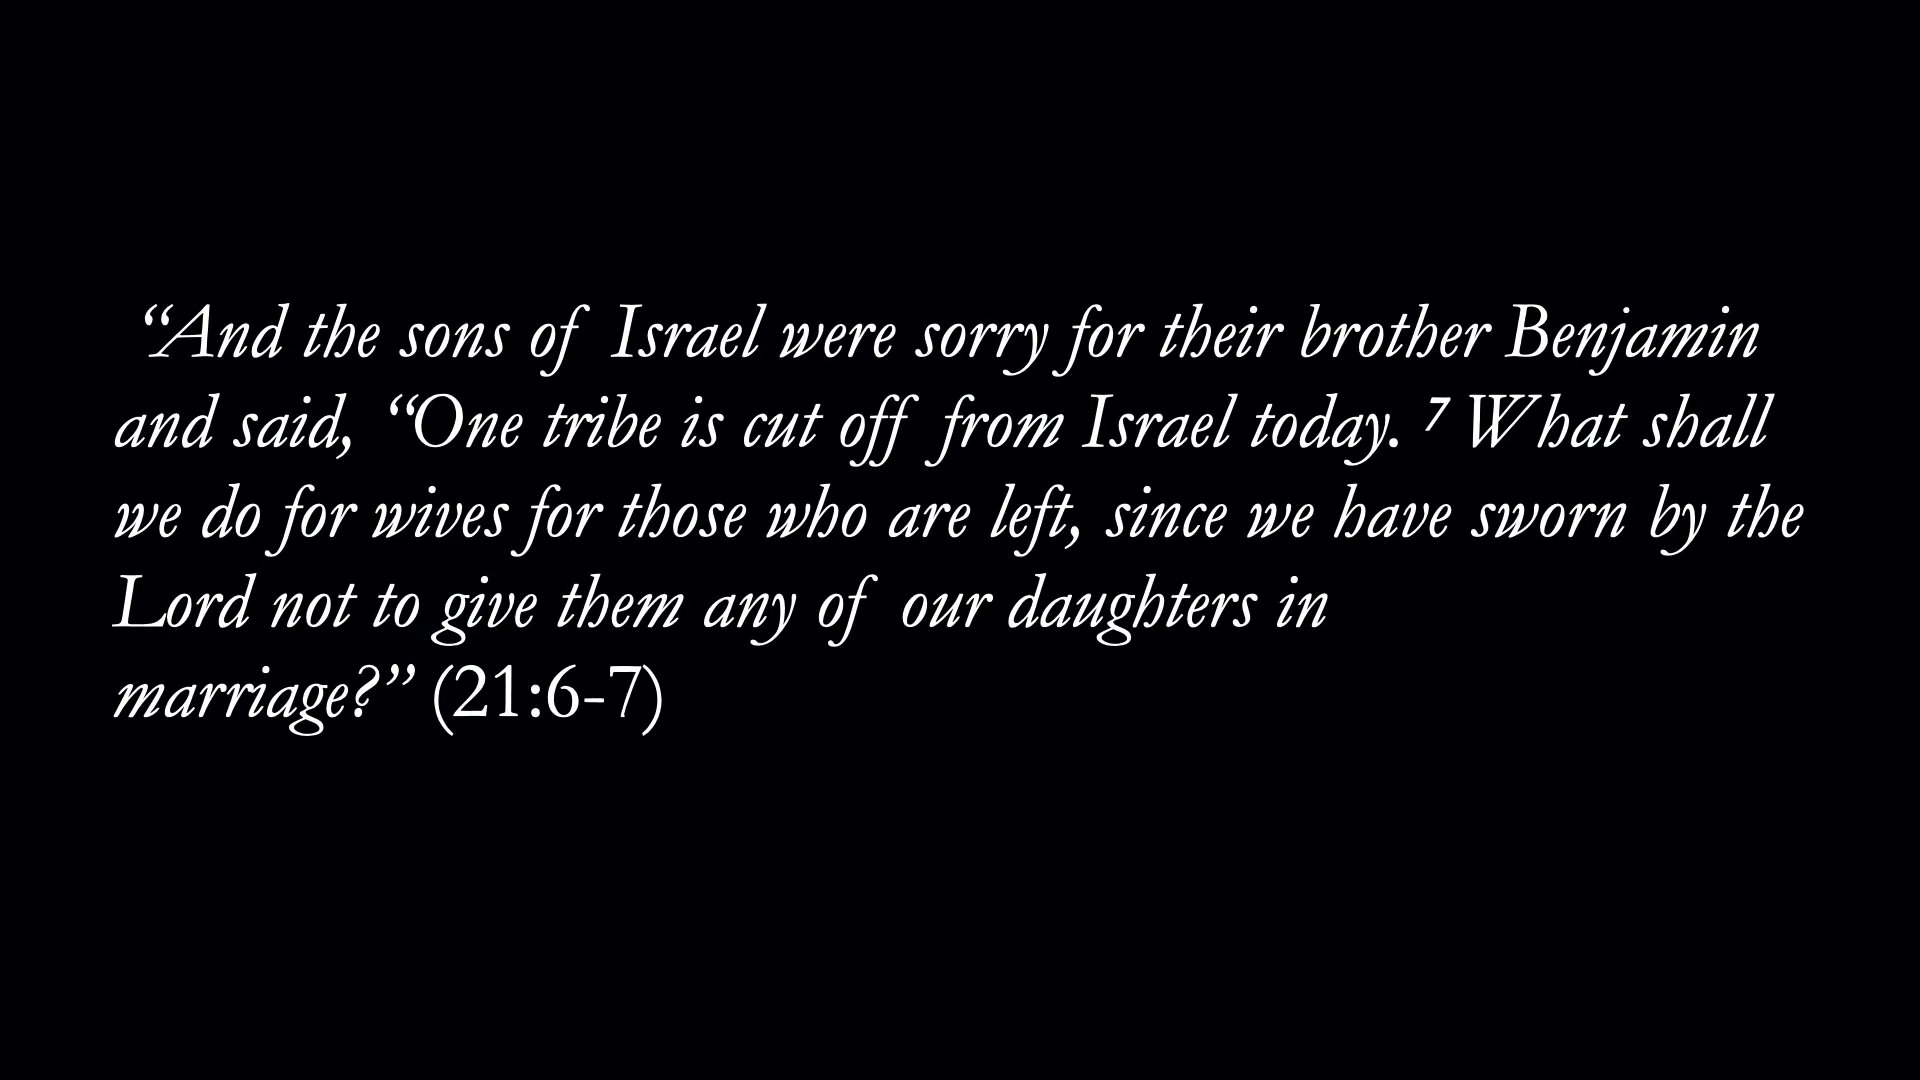 “And the sons of Israel were sorry for their brother Benjamin
and said, “One tribe is cut off from Israel today. ⁷ What shall
we do for wives for those who are left, since we have sworn by the
Lord not to give them any of our daughters in
marriage?” (21:6-7)